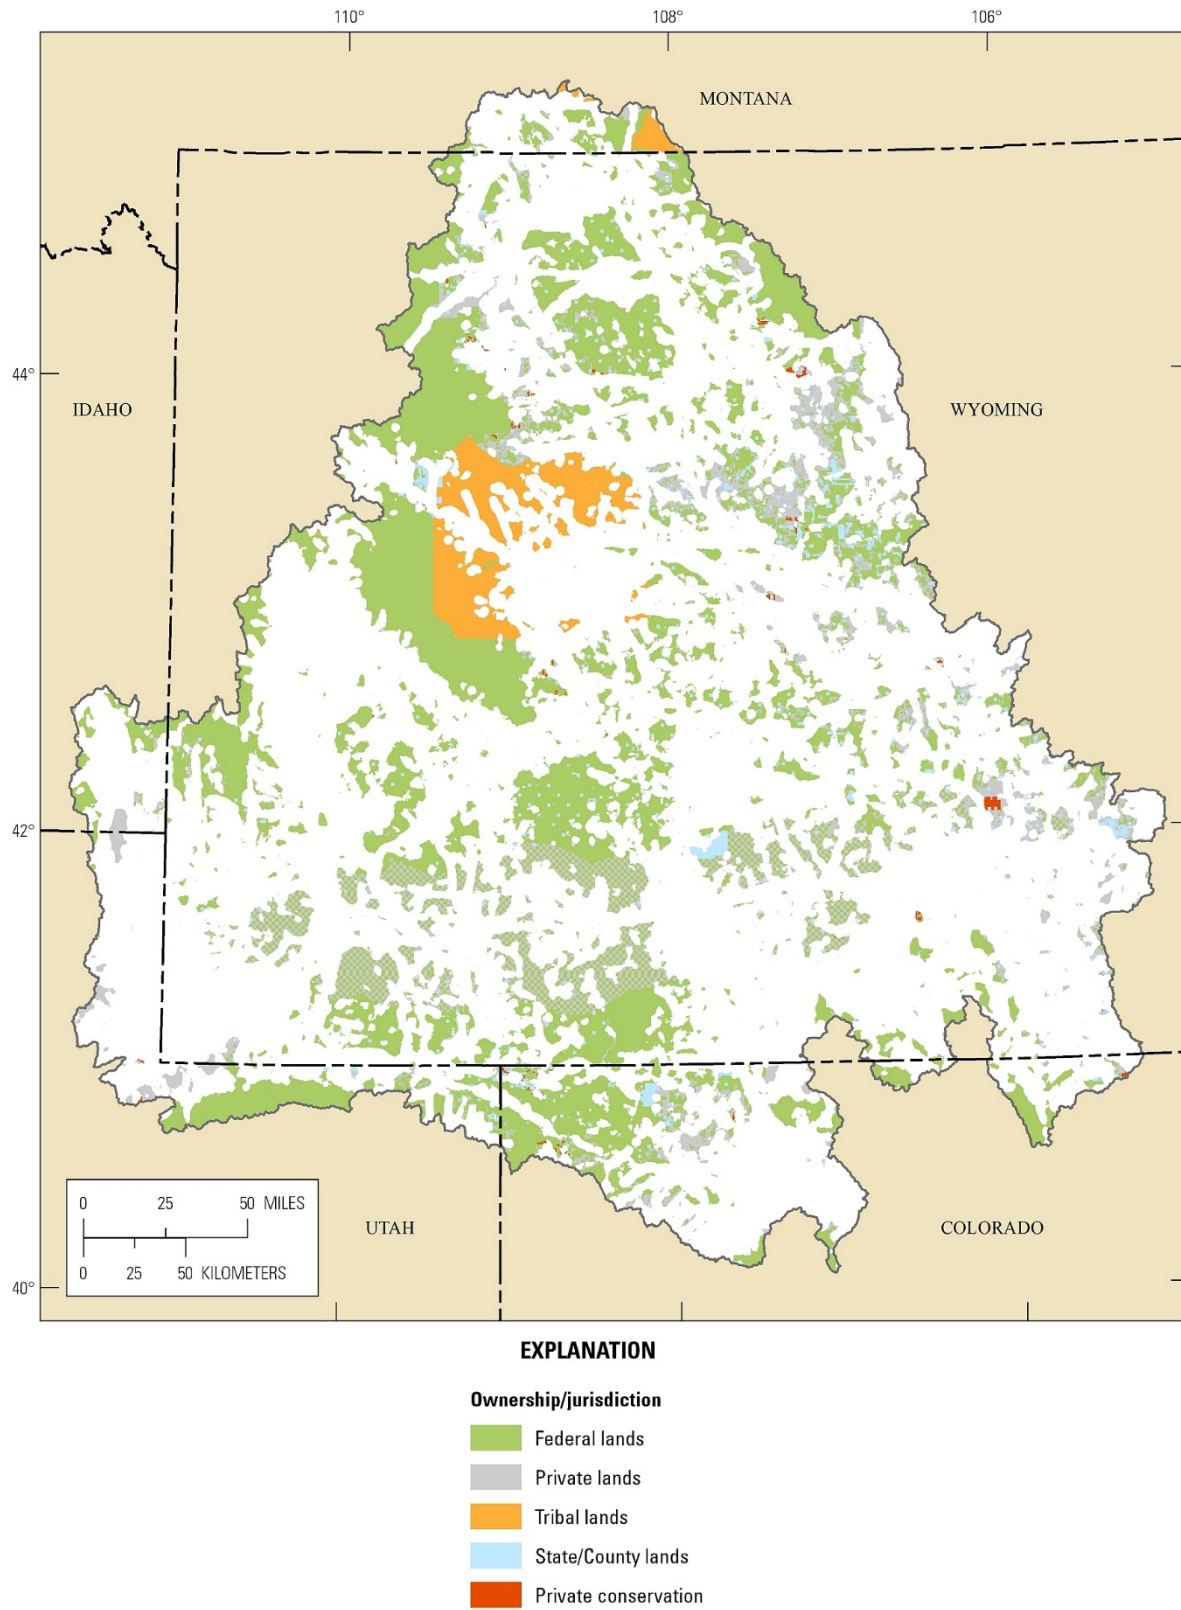 110° 108° 106°
MONTANA
44°
IDAHO WYOMING
42°
0 25 50 MILES
0 25 50 KILOMETERS
UTAH COLORADO
40°
EXPLANATION
Ownership/jurisdiction
Federal lands
Private lands
Tribal lands
State/County lands
Private conservation